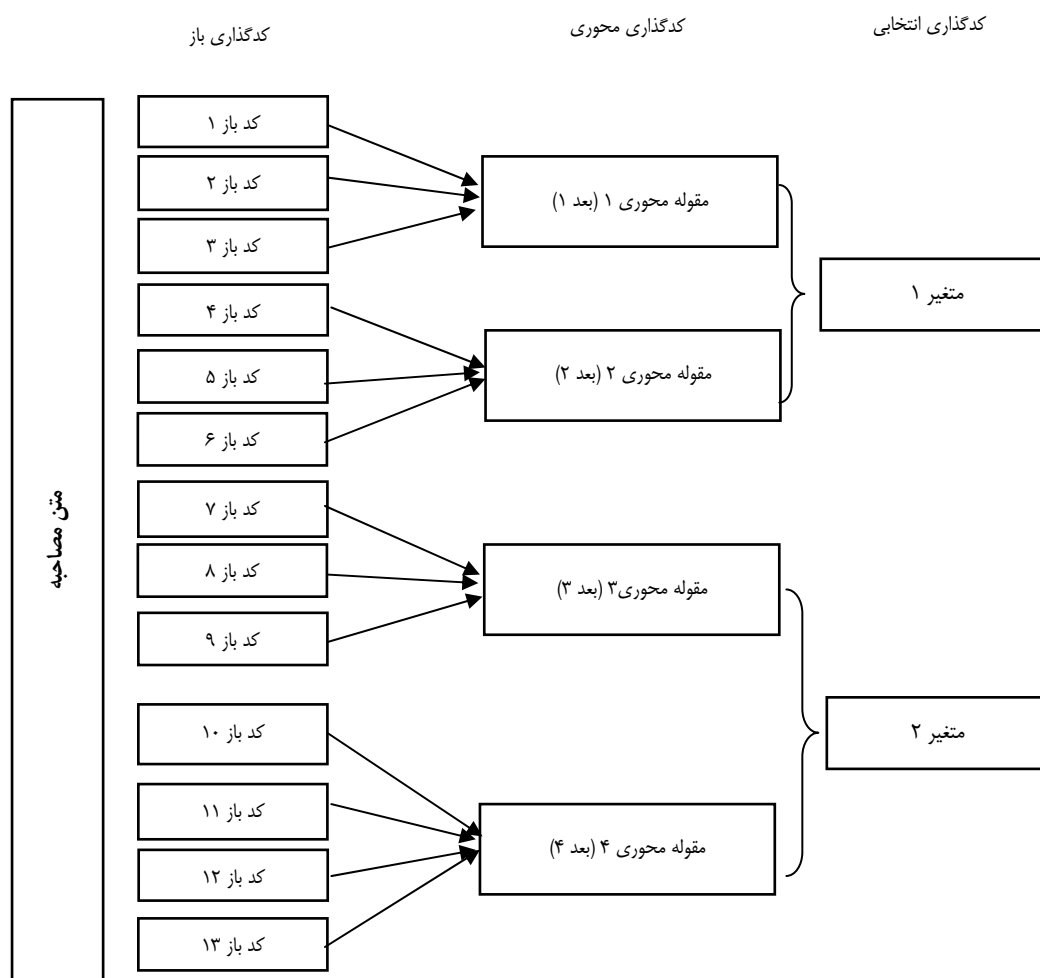 کدگذاری باز
کدگذاری محوری
کدگذاری انتخابی
متن مصاحبه
کد باز ۱
کد باز ۲
کد باز ۳
کد باز ۴
کد باز ۵
کد باز ۶
کد باز ۷
کد باز ۸
کد باز ۹
کد باز ۱۰
کد باز ۱۱
کد باز ۱۲
کد باز ۱۳
مقوله محوری ۱ (بعد ۱)
مقوله محوری ۲ (بعد ۲)
مقوله محوری۳ (بعد ۳)
مقوله محوری ۴ (بعد ۴)
متغیر ۱
متغیر ۲